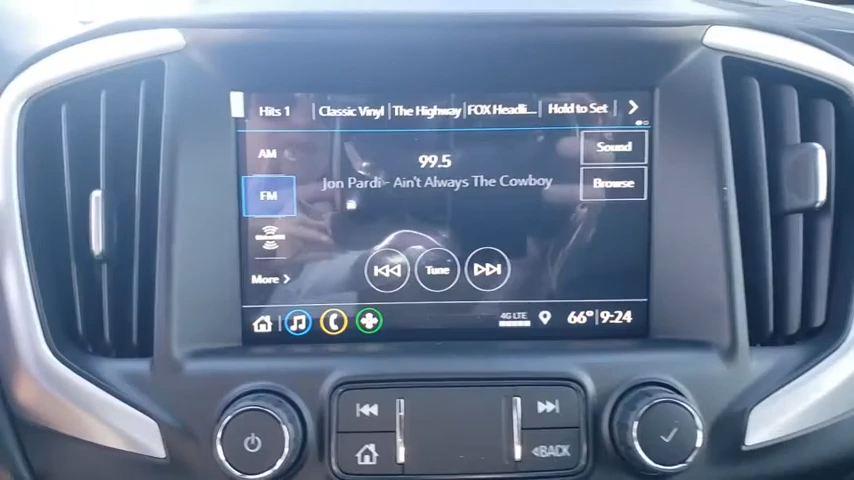 Hits 1 Classic Vinyl The Highway FOX Headli... Hold to Set
AM
99.5
Sound
FM
Jon Pardi - Ain't Always The Cowboy
Browse
More
Tune
4G LTE
66° 9:24
BACK